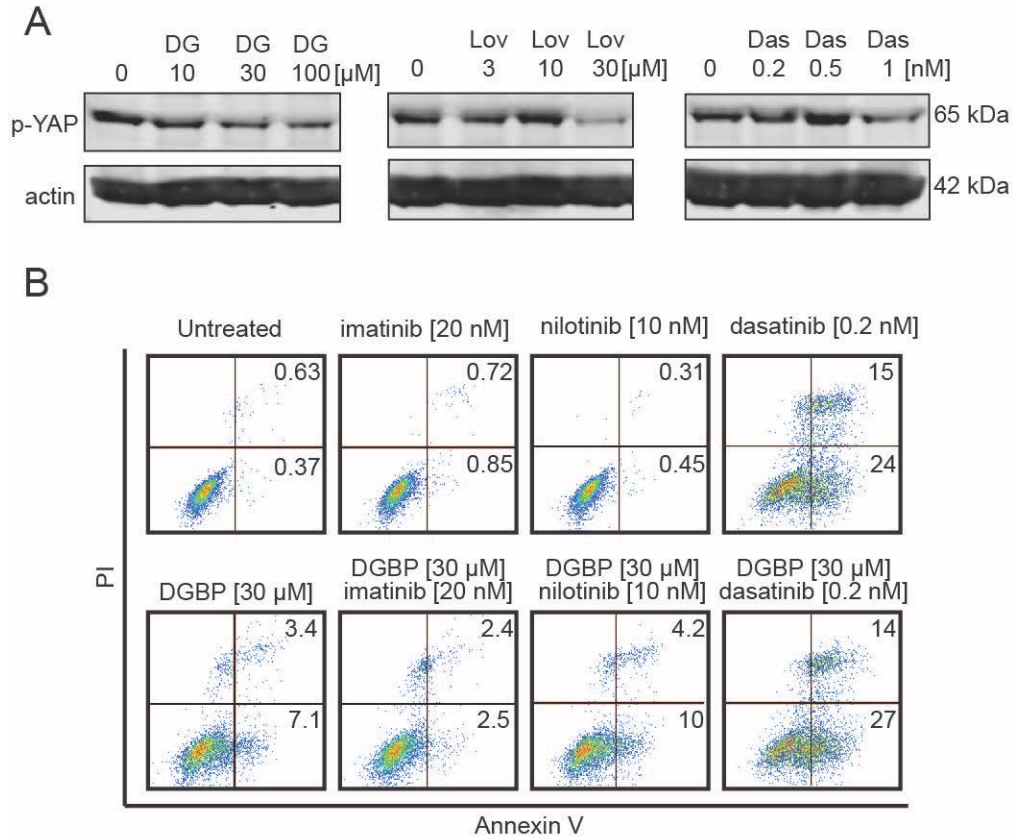 A
DG DG DG
0 10 30 100 [µM]
Lov Lov Lov
0 3 10 30 [µM]
Das Das Das
0 0.2 0.5 1 [nM]
p-YAP
65 kDa
actin
42 kDa
B
Untreated
imatinib [20 nM]
nilotinib [10 nM]
dasatinib [0.2 nM]
0.63
0.72
0.31
15
0.37
0.85
0.45
24
PI
DGBP [30 µM]
DGBP [30 µM]
imatinib [20 nM]
DGBP [30 µM]
nilotinib [10 nM]
DGBP [30 µM]
dasatinib [0.2 nM]
3.4
2.4
4.2
14
7.1
2.5
10
27
Annexin V